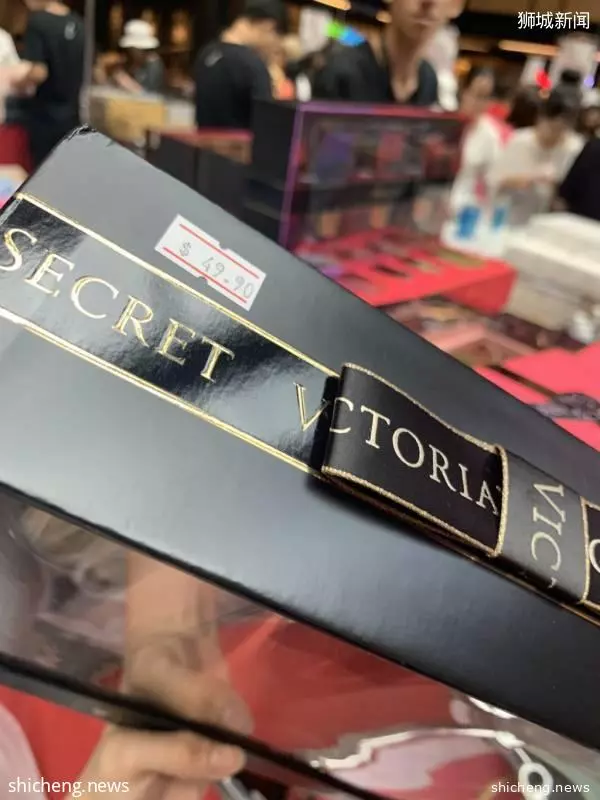 狮城新闻
$ 49.90
SECRET VICTORIA'
VIC
shicheng.news
shicheng.news